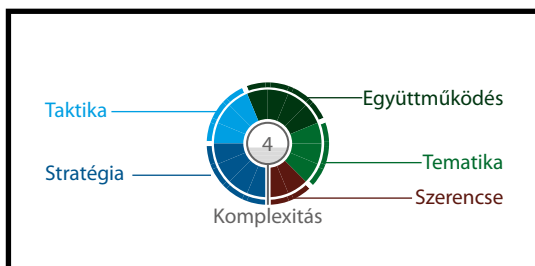 Együttműködés
Taktika
4
Tematika
Stratégia
Szerencse
Komplexitás